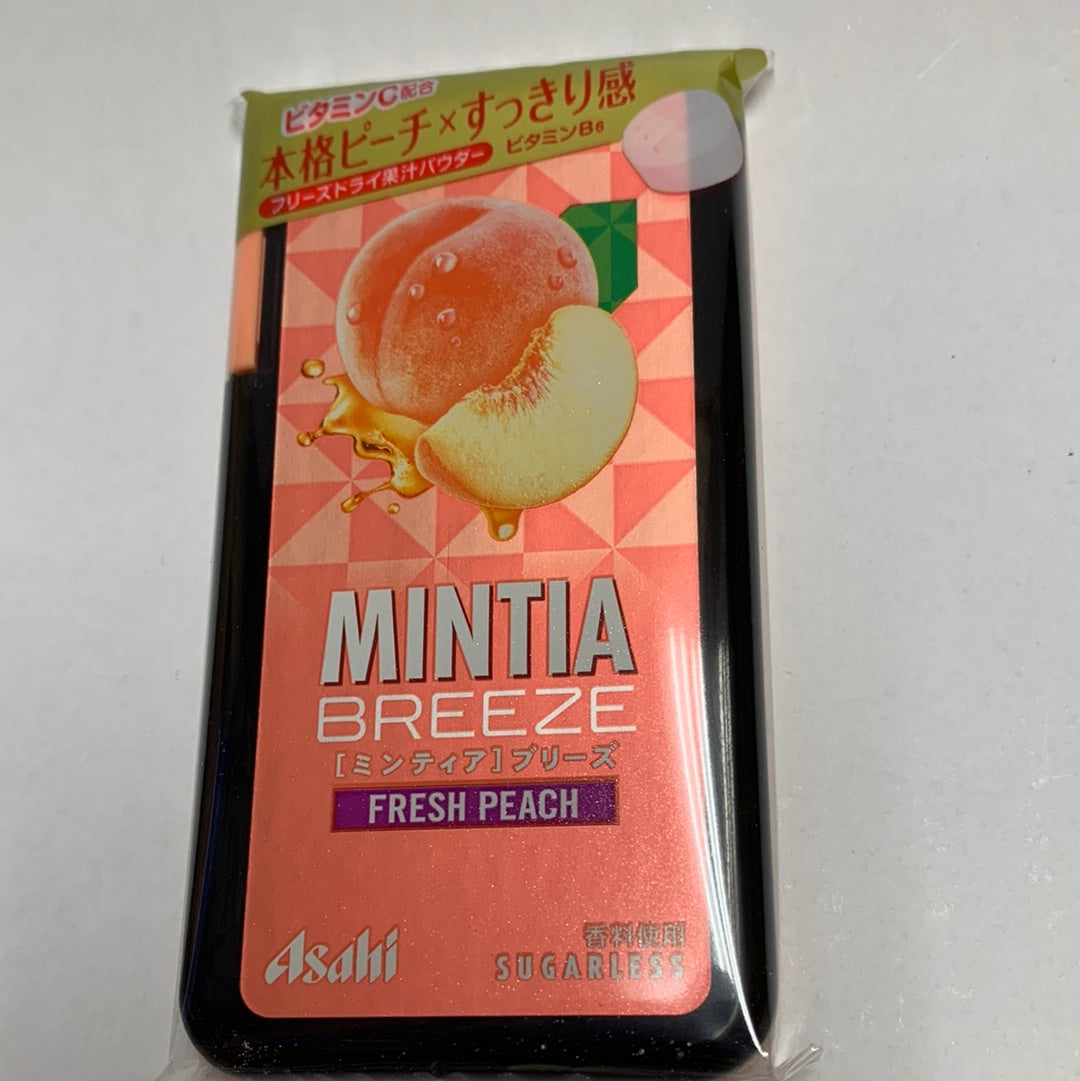 ビタミンC配合
本格ピーチ×すっきり感
フリーズドライ果汁パウダー ビタミンB6
MINTIA
BREEZE
[ミンティア]ブリーズ
FRESH PEACH
Asahi
香料使用
SUGARLESS